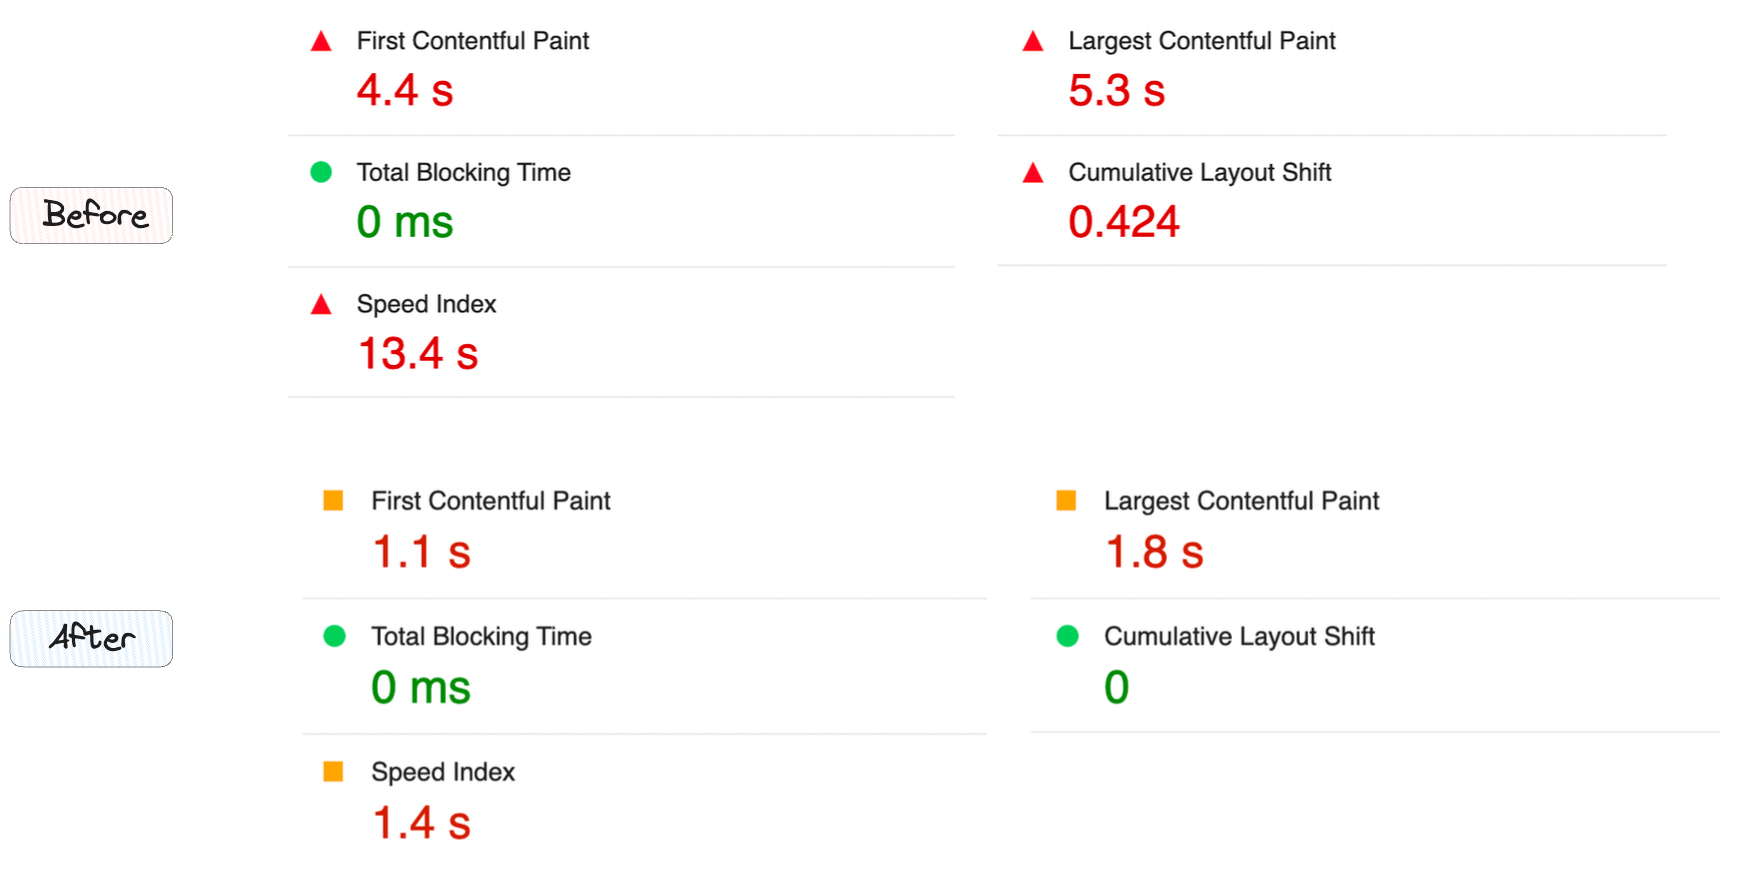 Before
First Contentful Paint
4.4 s
Largest Contentful Paint
5.3 s
Total Blocking Time
0 ms
Cumulative Layout Shift
0.424
Speed Index
13.4 s
After
First Contentful Paint
1.1 s
Largest Contentful Paint
1.8 s
Total Blocking Time
0 ms
Cumulative Layout Shift
0
Speed Index
1.4 s